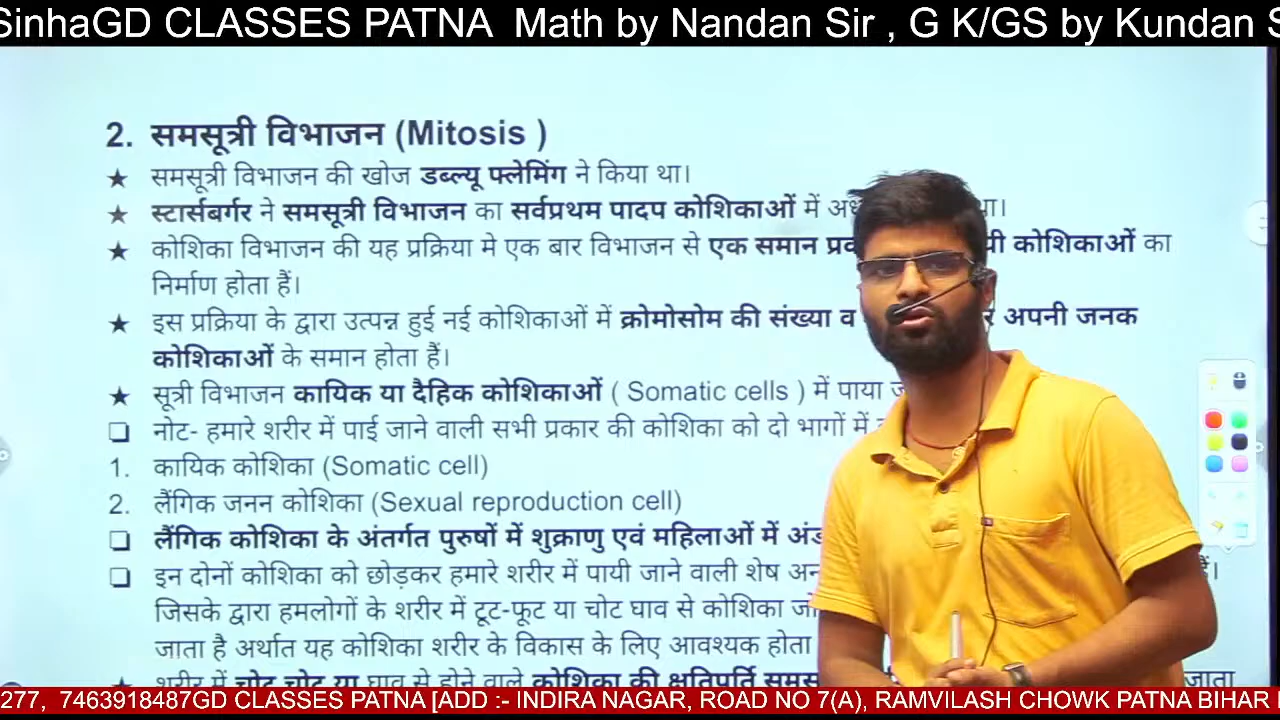 SinhaGD CLASSES PATNA Math by Nandan Sir , G K/GS by Kundan S
2. समसूत्री विभाजन (Mitosis )
★ समसूत्री विभाजन की खोज डब्ल्यू फ्लेमिंग ने किया था।
★ स्टार्सबर्गर ने समसूत्री विभाजन का सर्वप्रथम पादप कोशिकाओं में
★ कोशिका विभाजन की यह प्रक्रिया मे एक बार विभाजन से एक समान कोशिकाओं का
निर्माण होता हैं।
★ इस प्रक्रिया के द्वारा उत्पन्न हुई नई कोशिकाओं में क्रोमोसोम की संख्या व अपनी जनक
कोशिकाओं के समान होता हैं।
★ सूत्री विभाजन कायिक या दैहिक कोशिकाओं ( Somatic cells ) में पाया
❑ नोट- हमारे शरीर में पाई जाने वाली सभी प्रकार की कोशिका को दो भागों में
1. कायिक कोशिका (Somatic cell)
2. लैंगिक जनन कोशिका (Sexual reproduction cell)
❑ लैंगिक कोशिका के अंतर्गत पुरुषों में शुक्राणु एवं महिलाओं में
❑ इन दोनों कोशिका को छोड़कर हमारे शरीर में पायी जाने वाली शेष
जिसके द्वारा हमलोगों के शरीर में टूट-फूट या चोट घाव से कोशिका
जाता है अर्थात यह कोशिका शरीर के विकास के लिए आवश्यक होता
★ शरीर में चोट चोट या घाव से होने वाले कोशिका की क्षतिपूर्ति जाता
277, 7463918487GD CLASSES PATNA [ADD :- INDIRA NAGAR, ROAD NO 7(A), RAMVILASH CHOWK PATNA BIHAR